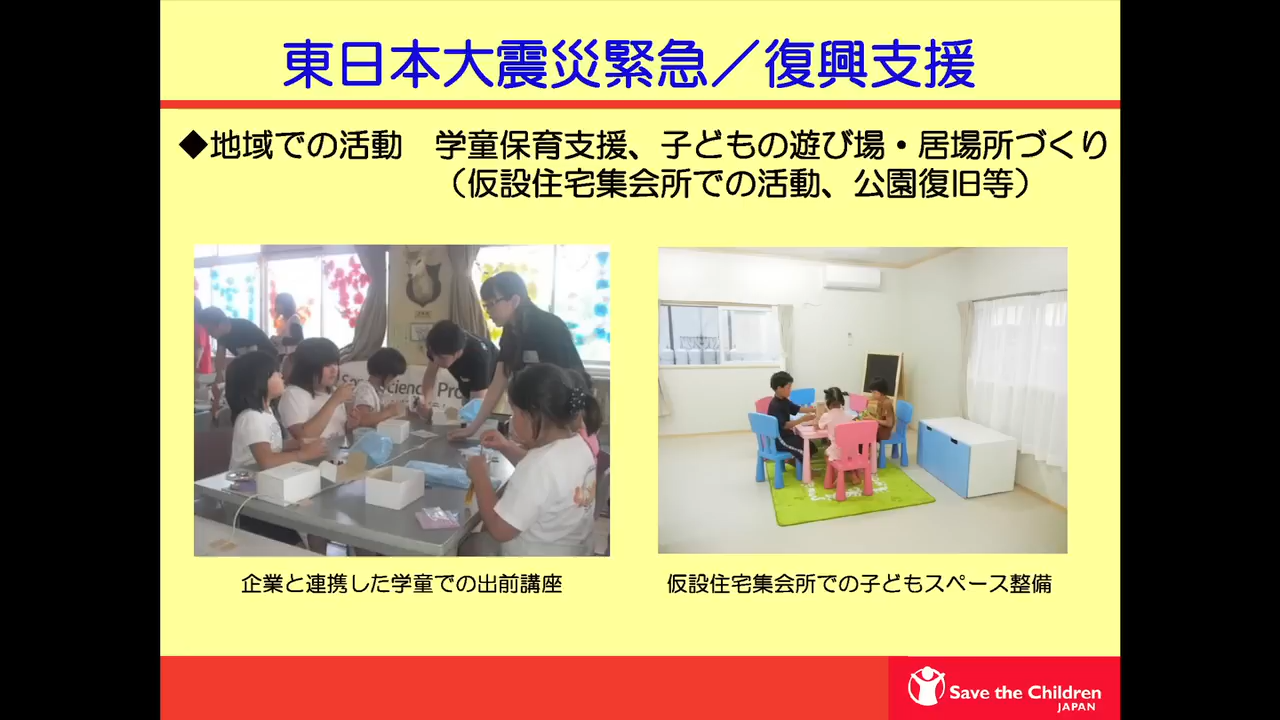 東日本大震災緊急／復興支援
◆地域での活動　学童保育支援、子どもの遊び場・居場所づくり
（仮設住宅集会所での活動、公園復旧等）
Science Pro
企業と連携した学童での出前講座
仮設住宅集会所での子どもスペース整備
Save the Children
JAPAN